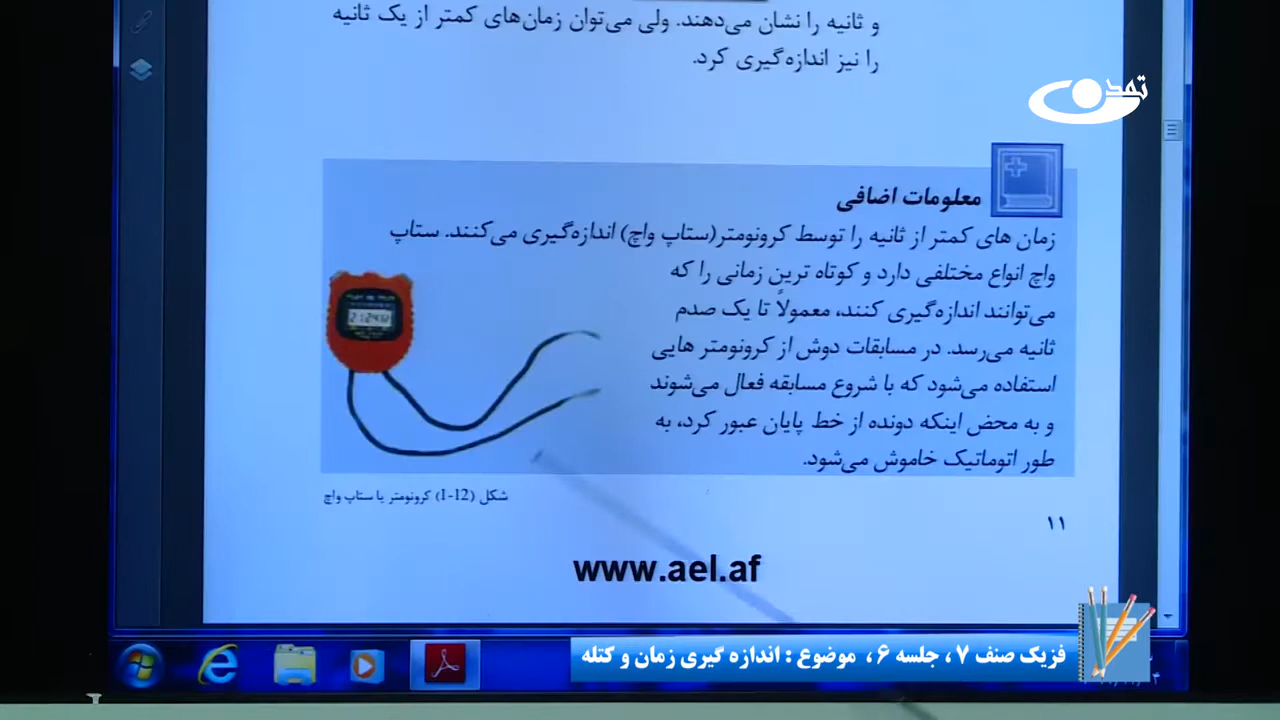 و ثانیه را نشان می‌دهند. ولی می‌توان زمان‌های کمتر از یک ثانیه
را نیز اندازه‌گیری کرد.
تمدن
معلومات اضافی
زمان های کمتر از ثانیه را توسط کرونومتر(ستاپ واچ) اندازه‌گیری می‌کنند. ستاپ
واچ انواع مختلفی دارد و کوتاه ترین زمانی را که
می‌توانند اندازه‌گیری کنند، معمولاً تا یک صدم
ثانیه می‌رسد. در مسابقات دوش از کرونومتر هایی
استفاده می‌شود که با شروع مسابقه فعال می‌شوند
و به محض اینکه دونده از خط پایان عبور کرد، به
طور اتوماتیک خاموش می‌شود.
شکل (12-1) کرونومتر یا ستاپ واچ
۱۱
www.ael.af
فزیک صنف ۷ ، جلسه ۶ ، موضوع : اندازه گیری زمان و کتله